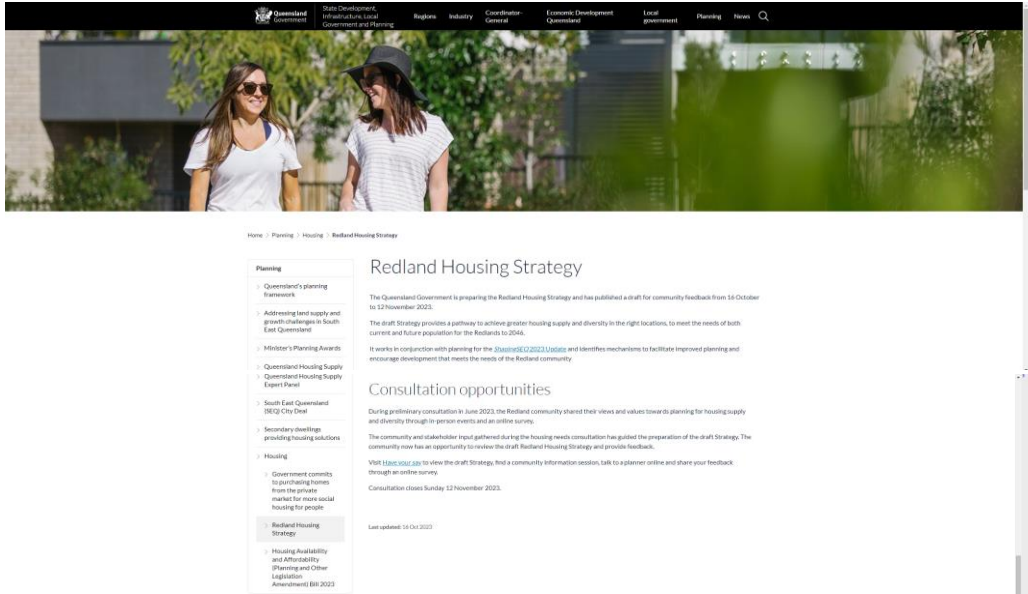 Queensland
Government
State Development,
Infrastructure, Local
Government and Planning
Regions
Industry
Coordinator-
General
Economic Development
Queensland
Local
government
Planning
News
Home > Planning > Housing > Redland Housing Strategy
Planning
> Queensland's planning
framework
> Addressing land supply and
growth challenges in South
East Queensland
> Minister's Planning Awards
> Queensland Housing Supply
> Queensland Housing Supply
Expert Panel
> South East Queensland
(SEQ) City Deal
> Secondary dwellings
providing housing solutions
> Housing
> Government commits
to purchasing homes
from the private
market for more social
housing for people
> Redland Housing
Strategy
> Housing Availability
and Affordability
(Planning and Other
Legislation
Amendment) Bill 2023
Redland Housing Strategy
The Queensland Government is preparing the Redland Housing Strategy and has published a draft for community feedback from 16 October
to 12 November 2023.
The draft Strategy provides a pathway to achieve greater housing supply and diversity in the right locations, to meet the needs of both
current and future population for the Redlands to 2046.
It works in conjunction with planning for the ShapingSEQ 2023 Update and identifies mechanisms to facilitate improved planning and
encourage development that meets the needs of the Redland community
Consultation opportunities
During preliminary consultation in June 2023, the Redland community shared their views and values towards planning for housing supply
and diversity through in-person events and an online survey.
The community and stakeholder input gathered during the housing needs consultation has guided the preparation of the draft Strategy. The
community now has an opportunity to review the draft Redland Housing Strategy and provide feedback.
Visit Have your say to view the draft Strategy, find a community information session, talk to a planner online and share your feedback
through an online survey.
Consultation closes Sunday 12 November 2023.
Last updated: 16 Oct 2023